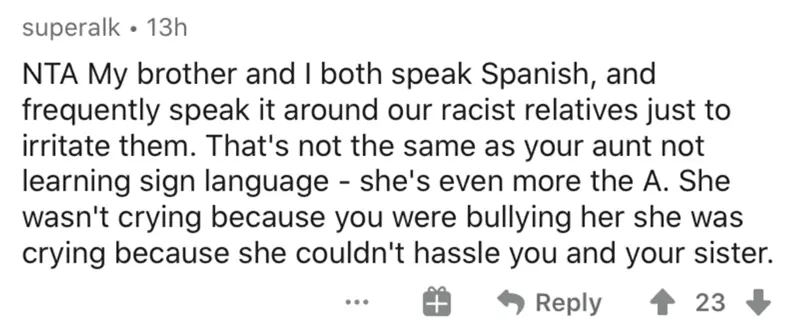 superalk • 13h
NTA My brother and I both speak Spanish, and
frequently speak it around our racist relatives just to
irritate them. That's not the same as your aunt not
learning sign language - she's even more the A. She
wasn't crying because you were bullying her she was
crying because she couldn't hassle you and your sister.
... Reply 23